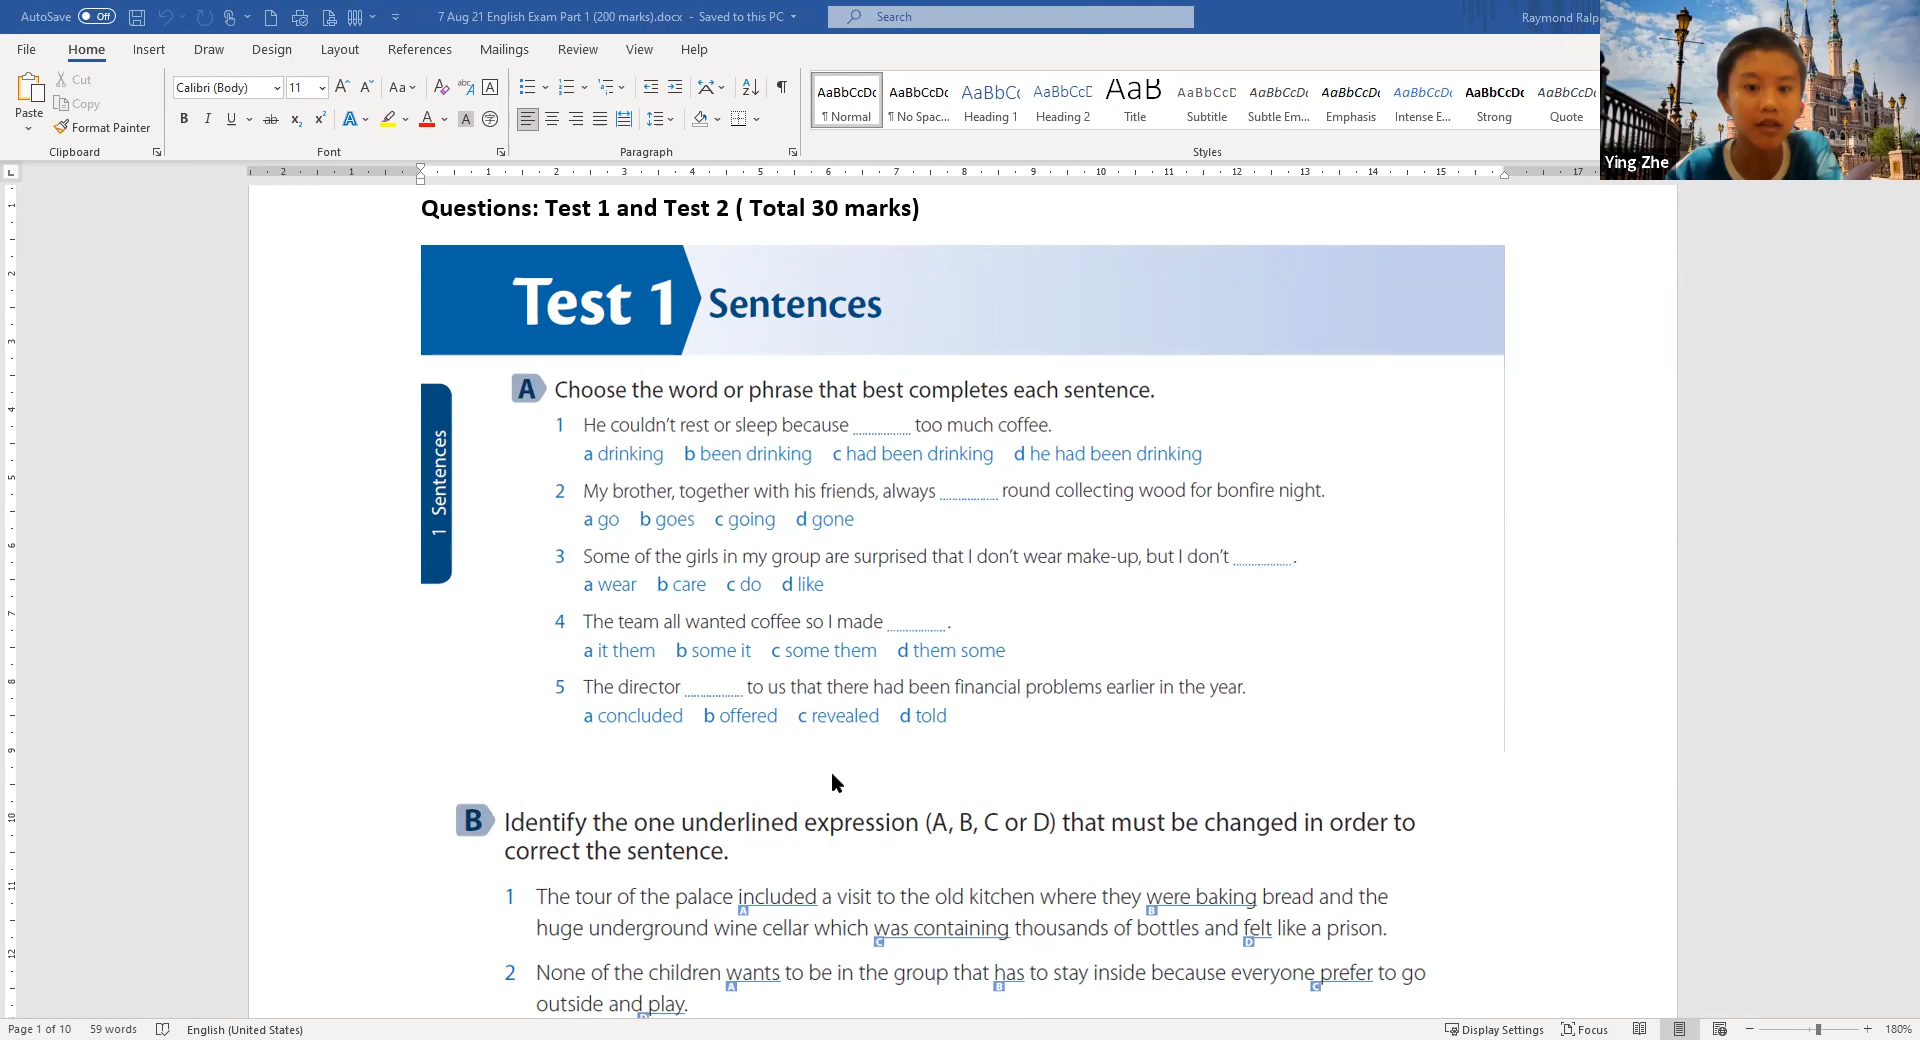 AutoSave Off 7 Aug 21 English Exam Part 1 (200 marks).docx - Saved to this PC Search Raymond Ralp
File Home Insert Draw Design Layout References Mailings Review View Help
Paste Cut Copy Format Painter
Calibri (Body) 11
AaBbCcDc AaBbCcDc AaBbCc AaBbCcD AaB AaBbCcD AaBbCcDc AaBbCcDc AaBbCcDc AaBbCcDc AaBbCcDc
¶ Normal ¶ No Spac... Heading 1 Heading 2 Title Subtitle Subtle Em... Emphasis Intense E... Strong Quote
Clipboard Font Paragraph Styles
Ying Zhe
Questions: Test 1 and Test 2 ( Total 30 marks)
Test 1 Sentences
1 Sentences
A Choose the word or phrase that best completes each sentence.
1 He couldn't rest or sleep because ............ too much coffee.
a drinking b been drinking c had been drinking d he had been drinking
2 My brother, together with his friends, always ............ round collecting wood for bonfire night.
a go b goes c going d gone
3 Some of the girls in my group are surprised that I don't wear make-up, but I don't ............ .
a wear b care c do d like
4 The team all wanted coffee so I made ............ .
a it them b some it c some them d them some
5 The director ............ to us that there had been financial problems earlier in the year.
a concluded b offered c revealed d told
B Identify the one underlined expression (A, B, C or D) that must be changed in order to
correct the sentence.
1 The tour of the palace included a visit to the old kitchen where they were baking bread and the
A B
huge underground wine cellar which was containing thousands of bottles and felt like a prison.
C D
2 None of the children wants to be in the group that has to stay inside because everyone prefer to go
A B C
outside and play.
Page 1 of 10 59 words English (United States) Display Settings Focus 180%